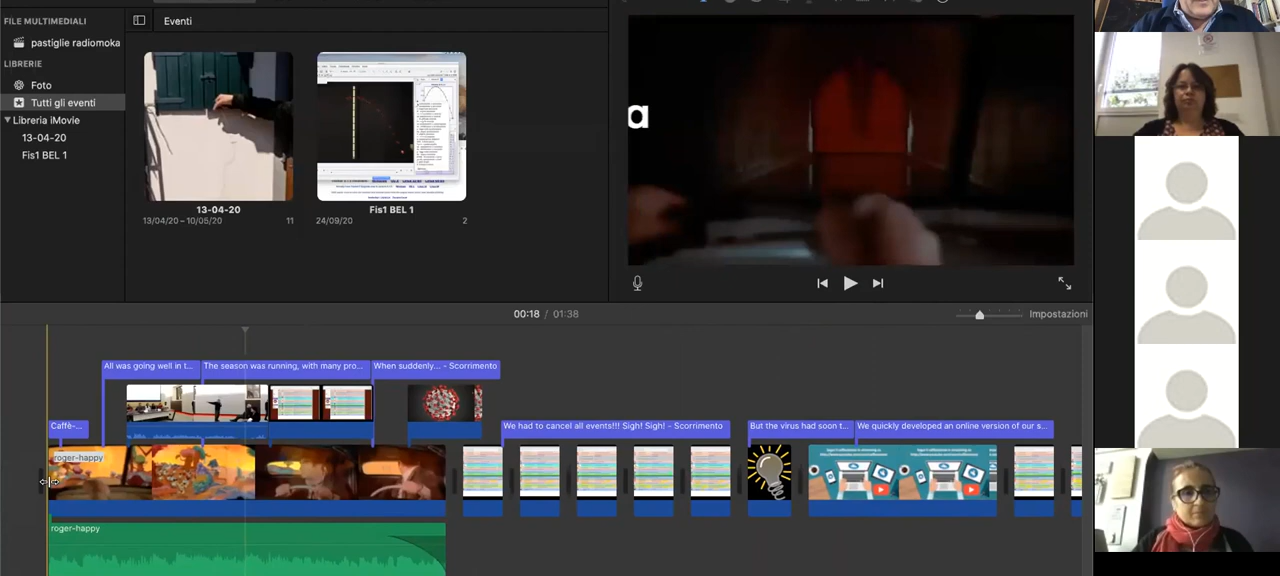 FILE MULTIMEDIALI
pastiglie radiomoka
LIBRERIE
Foto
Tutti gli eventi
Libreria iMovie
13-04-20
Fis1 BEL 1
Eventi
13-04-20
13/04/20 – 10/05/20 11
Fis1 BEL 1
24/09/20 2
a
00:18 / 01:38
Impostazioni
All was going well in t...
The season was running, with many pro...
When suddenly... - Scorrimento
Caffè-...
We had to cancel all events!!! Sigh! Sigh! - Scorrimento
But the virus had soon t...
We quickly developed an online version of our s...
roger-happy
roger-happy